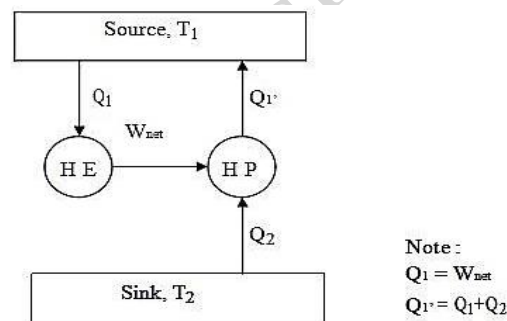 Source, T₁
Q₁
Q₁'
Wnet
H E
H P
Q₂
Sink, T₂
Note :
Q₁ = Wnet
Q₁' = Q₁+Q₂